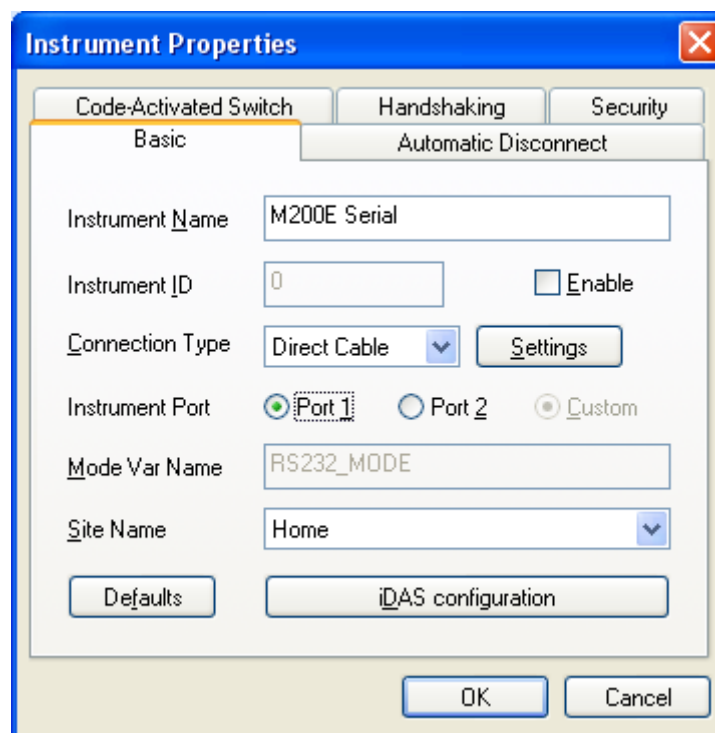 Instrument Properties
Code-Activated Switch Handshaking Security
Basic Automatic Disconnect
Instrument Name M200E Serial
Instrument ID 0 Enable
Connection Type Direct Cable Settings
Instrument Port Port 1 Port 2 Custom
Mode Var Name RS232_MODE
Site Name Home
Defaults iDAS configuration
OK Cancel